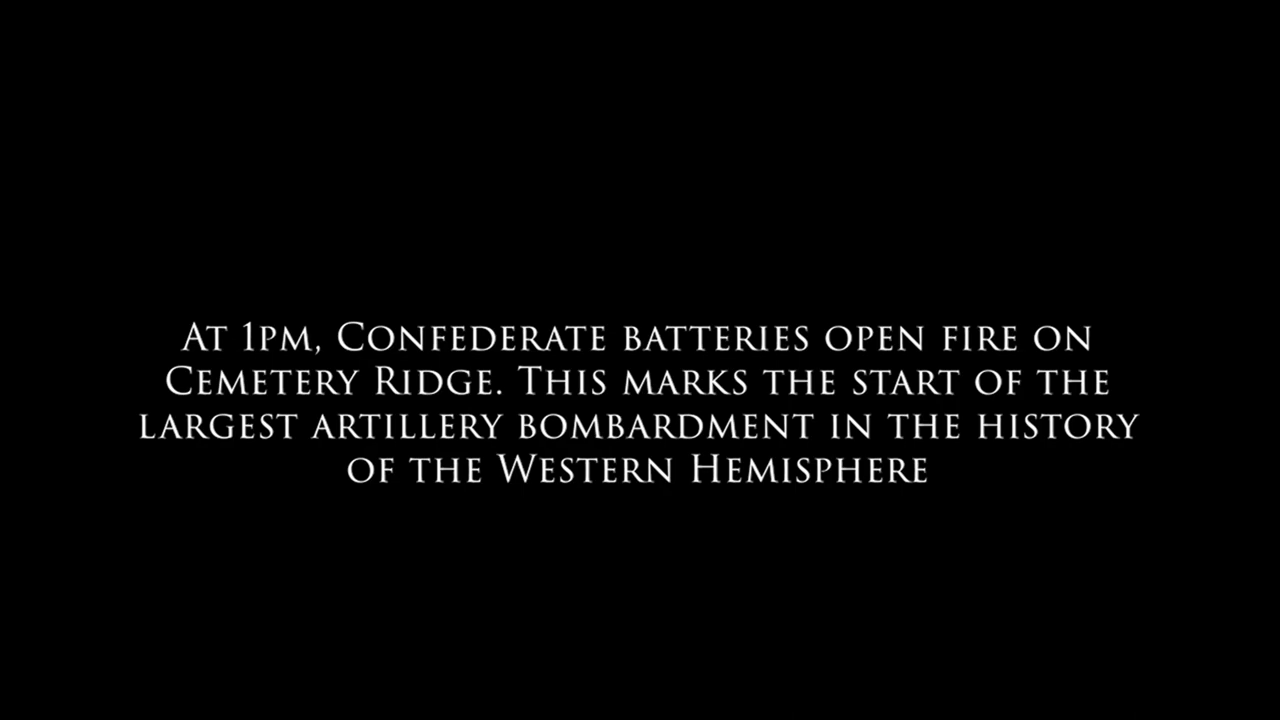 At 1pm, Confederate batteries open fire on
Cemetery Ridge. This marks the start of the
largest artillery bombardment in the history
of the Western Hemisphere